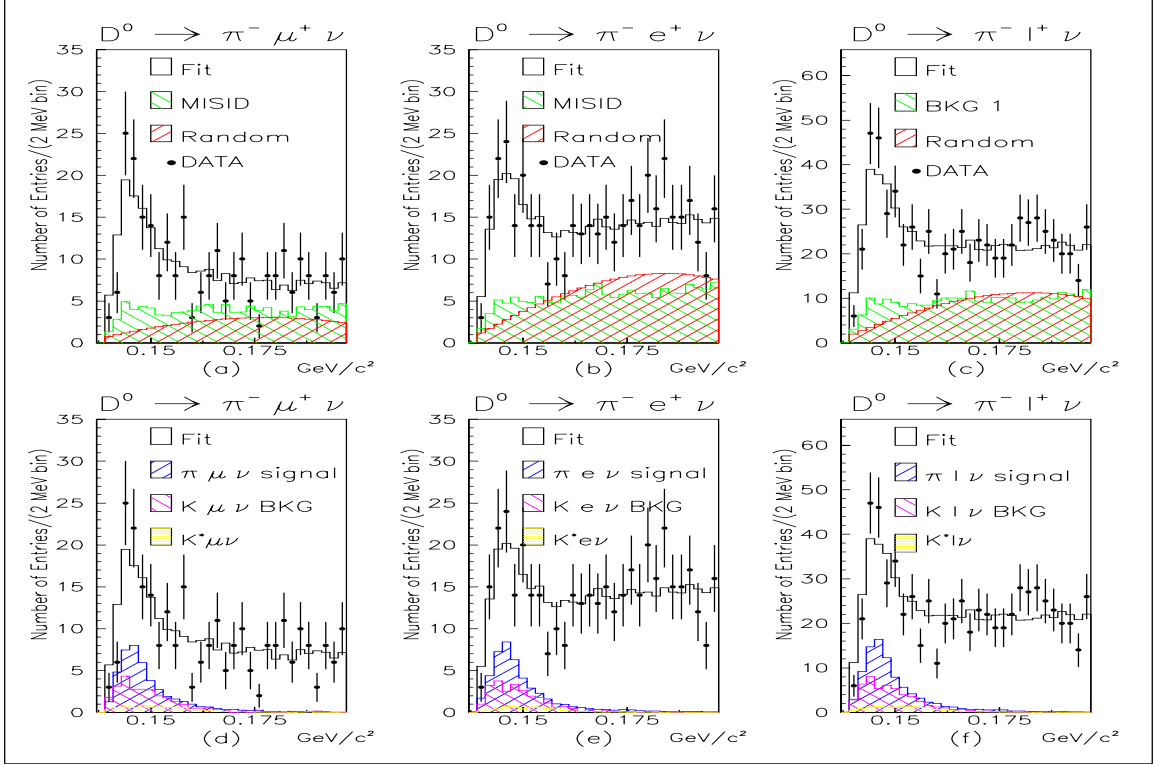 D⁰ → π⁻ μ⁺ ν
35
30
25
20
15
10
5
0
Number of Entries/(2 MeV bin)
Fit
MISID
Random
DATA
0.15
0.175
(a)
GeV/c²
D⁰ → π⁻ e⁺ ν
35
30
25
20
15
10
5
0
Number of Entries/(2 MeV bin)
Fit
MISID
Random
DATA
0.15
0.175
(b)
GeV/c²
D⁰ → π⁻ l⁺ ν
60
50
40
30
20
10
0
Number of Entries/(2 MeV bin)
Fit
BKG 1
Random
DATA
0.15
0.175
(c)
GeV/c²
D⁰ → π⁻ μ⁺ ν
35
30
25
20
15
10
5
0
Number of Entries/(2 MeV bin)
Fit
π μ ν signal
K μ ν BKG
K*μν
0.15
0.175
(d)
GeV/c²
D⁰ → π⁻ e⁺ ν
35
30
25
20
15
10
5
0
Number of Entries/(2 MeV bin)
Fit
π e ν signal
K e ν BKG
K*eν
0.15
0.175
(e)
GeV/c²
D⁰ → π⁻ l⁺ ν
60
50
40
30
20
10
0
Number of Entries/(2 MeV bin)
Fit
π l ν signal
K l ν BKG
K*lν
0.15
0.175
(f)
GeV/c²